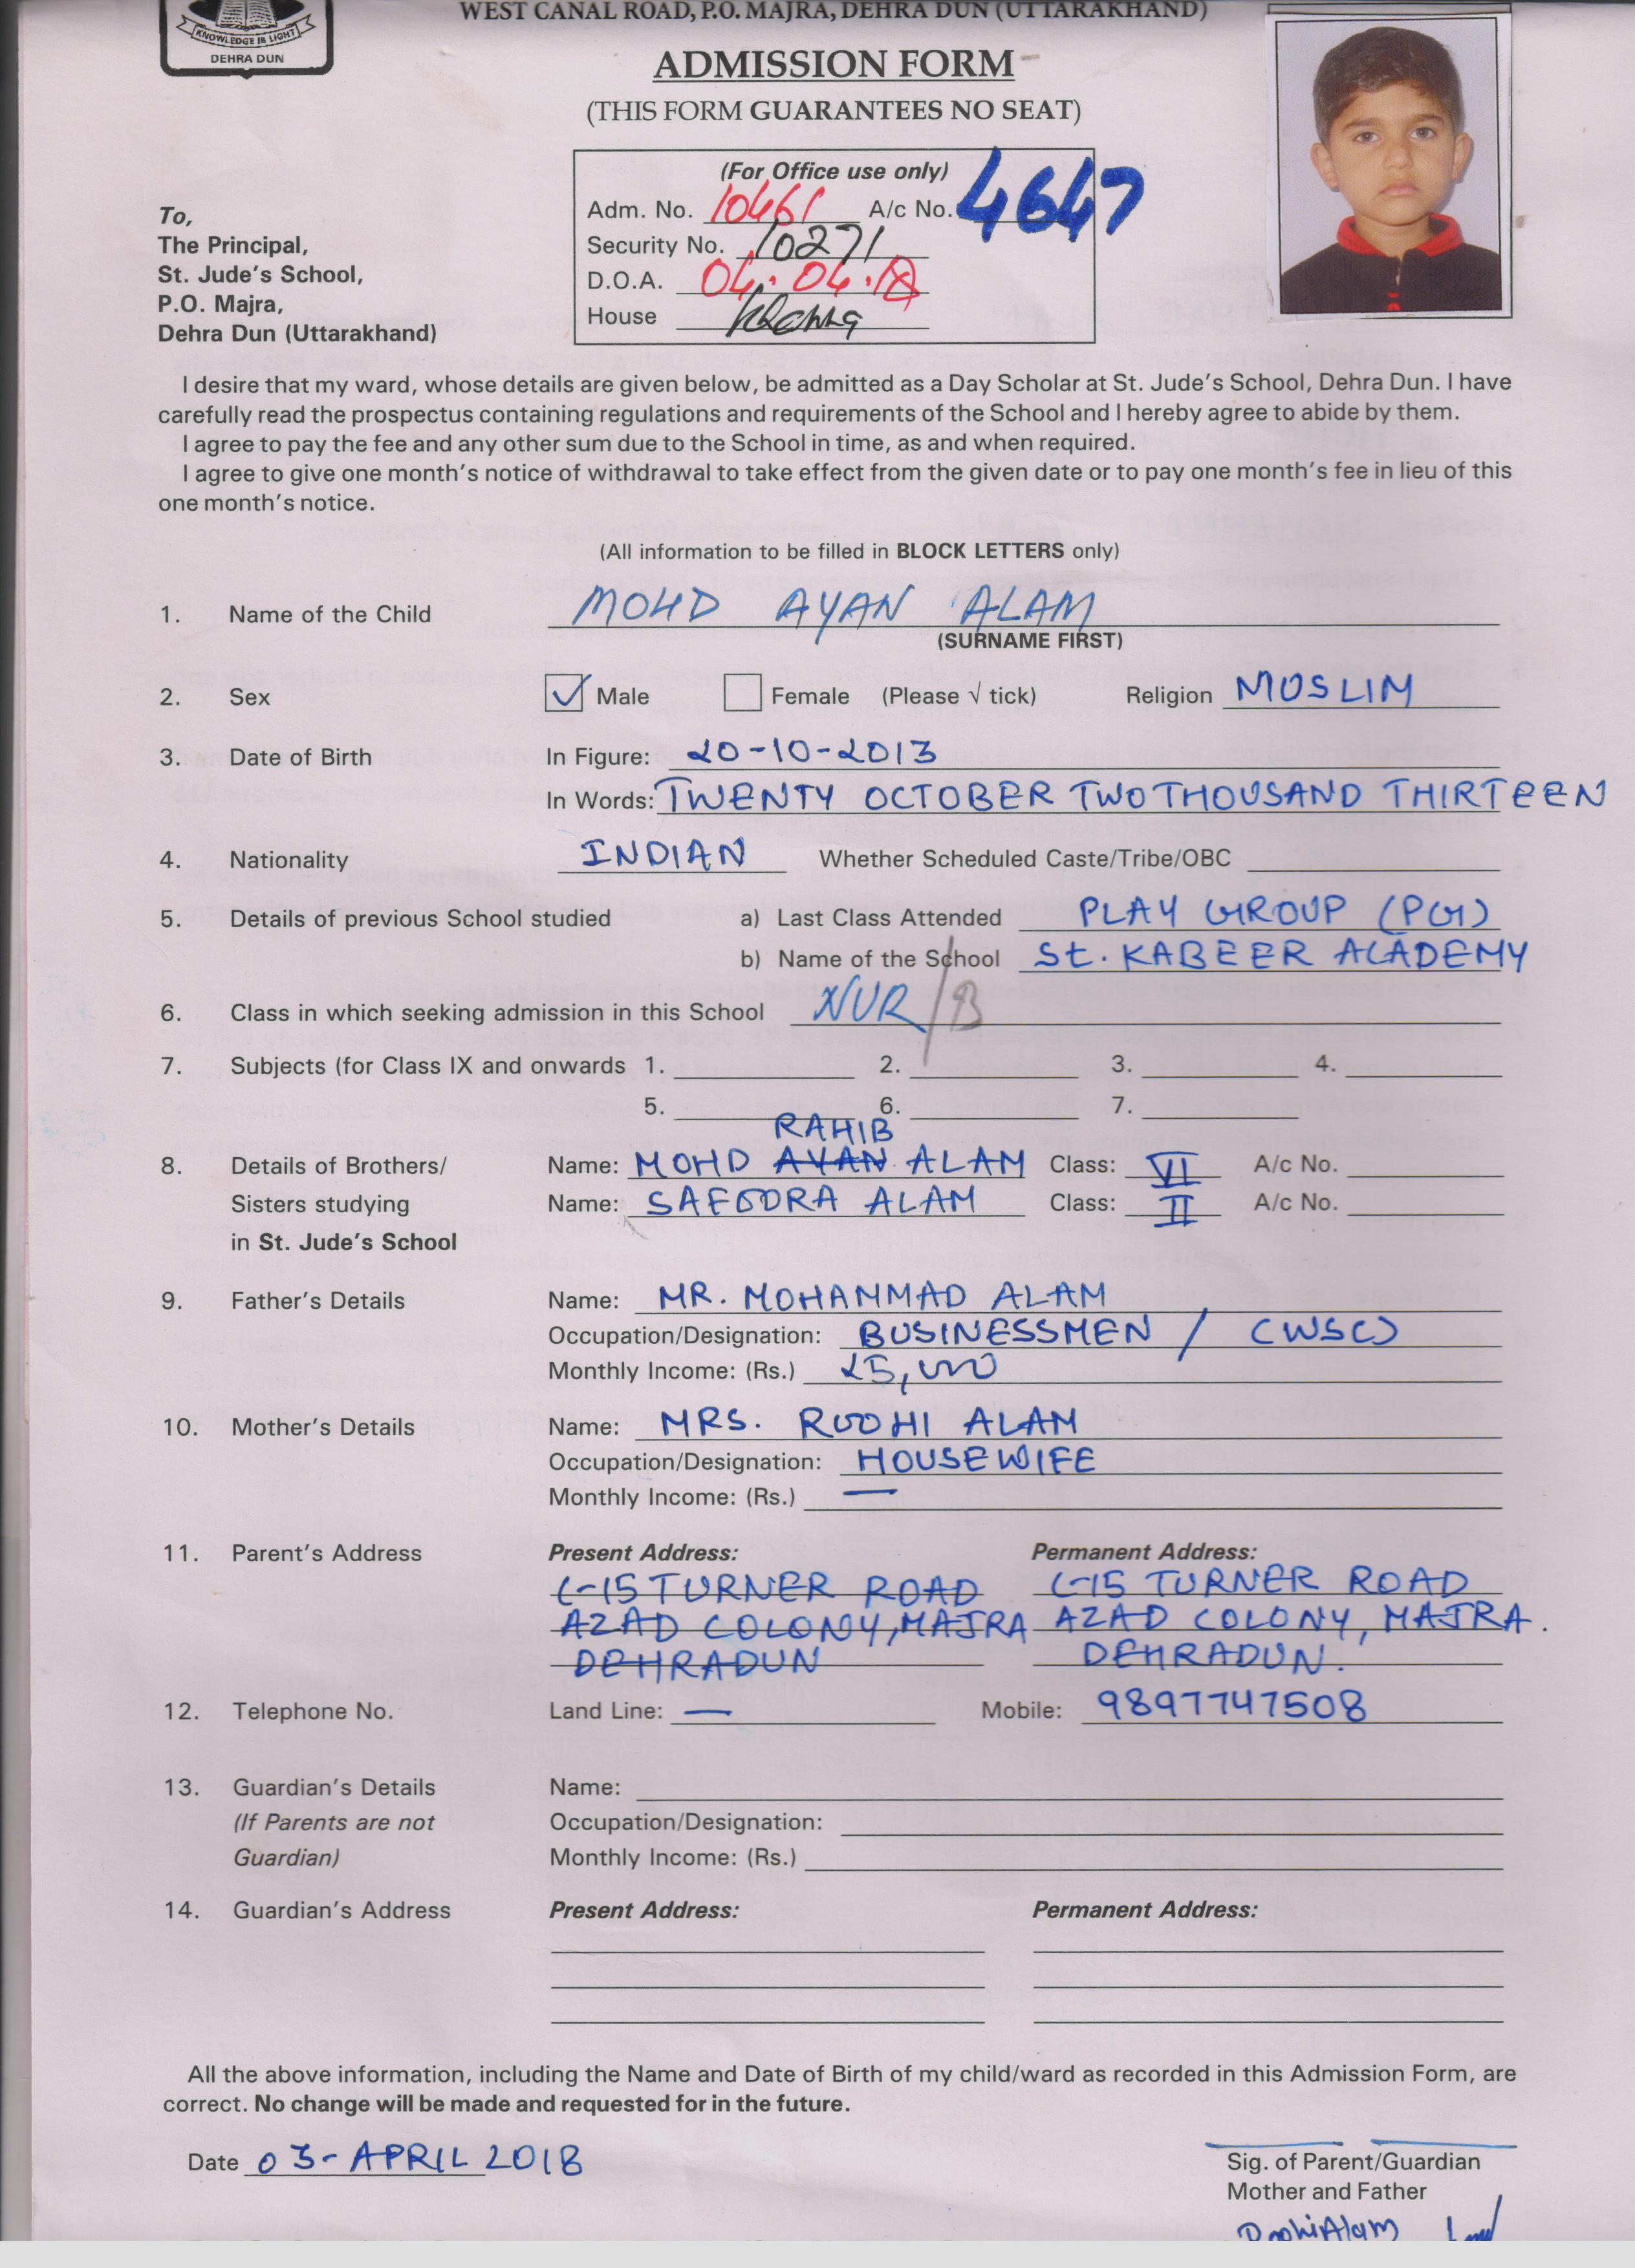 WEST CANAL ROAD, P.O. MAJRA, DEHRA DUN (UTTARAKHAND)
KNOWLEDGE IS LIGHT
DEHRA DUN
ADMISSION FORM
(THIS FORM GUARANTEES NO SEAT)
(For Office use only)
Adm. No. 10461 A/c No. 4647
Security No. 10271
D.O.A. 04.04.18
House
To,
The Principal,
St. Jude's School,
P.O. Majra,
Dehra Dun (Uttarakhand)
I desire that my ward, whose details are given below, be admitted as a Day Scholar at St. Jude's School, Dehra Dun. I have
carefully read the prospectus containing regulations and requirements of the School and I hereby agree to abide by them.
I agree to pay the fee and any other sum due to the School in time, as and when required.
I agree to give one month's notice of withdrawal to take effect from the given date or to pay one month's fee in lieu of this
one month's notice.
(All information to be filled in BLOCK LETTERS only)
1. Name of the Child MOHD AYAN ALAM
(SURNAME FIRST)
2. Sex ✓ Male Female (Please √ tick) Religion MUSLIM
3. Date of Birth In Figure: 20-10-2013
In Words: TWENTY OCTOBER TWO THOUSAND THIRTEEN
4. Nationality INDIAN Whether Scheduled Caste/Tribe/OBC
5. Details of previous School studied a) Last Class Attended PLAY GROUP (PG)
b) Name of the School St. KABEER ACADEMY
6. Class in which seeking admission in this School NUR/B
7. Subjects (for Class IX and onwards 1. 2. 3. 4.
5. 6. 7.
RAHIB
8. Details of Brothers/ Name: MOHD AYAN ALAM Class: VI A/c No.
Sisters studying Name: SAFOORA ALAM Class: II A/c No.
in St. Jude's School
9. Father's Details Name: MR. MOHAMMAD ALAM
Occupation/Designation: BUSINESSMEN / (WSC)
Monthly Income: (Rs.) 25,000
10. Mother's Details Name: MRS. ROOHI ALAM
Occupation/Designation: HOUSEWIFE
Monthly Income: (Rs.) —
11. Parent's Address Present Address: Permanent Address:
C-15 TURNER ROAD C-15 TURNER ROAD
AZAD COLONY, MAJRA AZAD COLONY, MAJRA.
DEHRADUN DEHRADUN.
12. Telephone No. Land Line: — Mobile: 9897747508
13. Guardian's Details Name:
(If Parents are not Occupation/Designation:
Guardian) Monthly Income: (Rs.)
14. Guardian's Address Present Address: Permanent Address:
All the above information, including the Name and Date of Birth of my child/ward as recorded in this Admission Form, are
correct. No change will be made and requested for in the future.
Date 03-APRIL 2018
Sig. of Parent/Guardian
Mother and Father
RoohiAlam